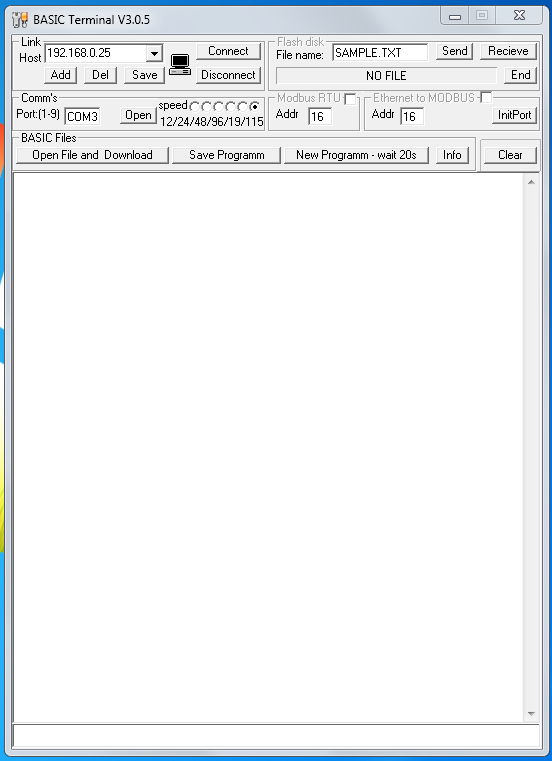 BASIC Terminal V3.0.5
Link
Host 192.168.0.25
Connect
Add Del Save Disconnect
Flash disk
File name: SAMPLE.TXT Send Recieve
NO FILE End
Comm's
Port:(1-9) COM3 Open
speed
12/24/48/96/19/115
Modbus RTU
Addr 16
Ethernet to MODBUS
Addr 16
InitPort
BASIC Files
Open File and Download Save Programm New Programm - wait 20s Info Clear